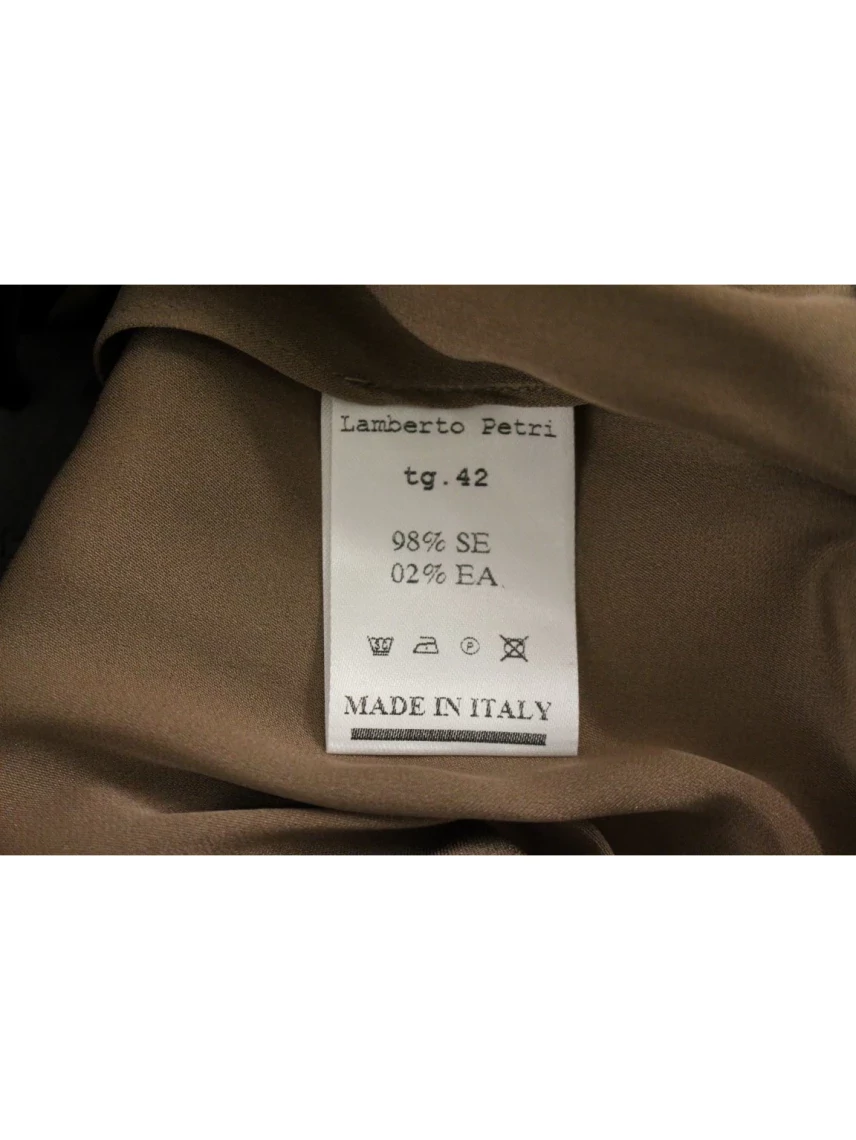 Lamberto Petri
tg.42
98% SE
02% EA
P
MADE IN ITALY